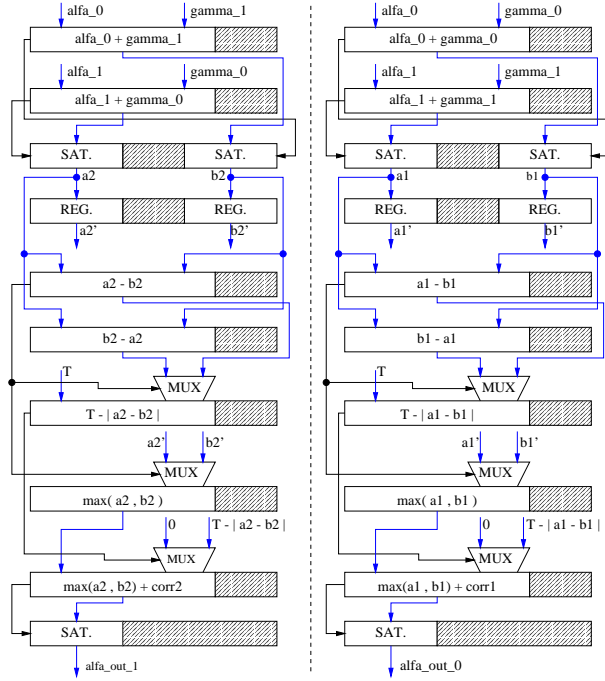 alfa_0 gamma_1
alfa_0 + gamma_1
alfa_1 gamma_0
alfa_1 + gamma_0
SAT. SAT.
a2 b2
REG. REG.
a2' b2'
a2 - b2
b2 - a2
T
MUX
T - | a2 - b2 |
a2' b2'
MUX
max( a2 , b2 )
0 T - | a2 - b2 |
MUX
max(a2 , b2) + corr2
SAT.
alfa_out_1
alfa_0 gamma_0
alfa_0 + gamma_0
alfa_1 gamma_1
alfa_1 + gamma_1
SAT. SAT.
a1 b1
REG. REG.
a1' b1'
a1 - b1
b1 - a1
T
MUX
T - | a1 - b1 |
a1' b1'
MUX
max( a1 , b1 )
0 T - | a1 - b1 |
MUX
max(a1 , b1) + corr1
SAT.
alfa_out_0